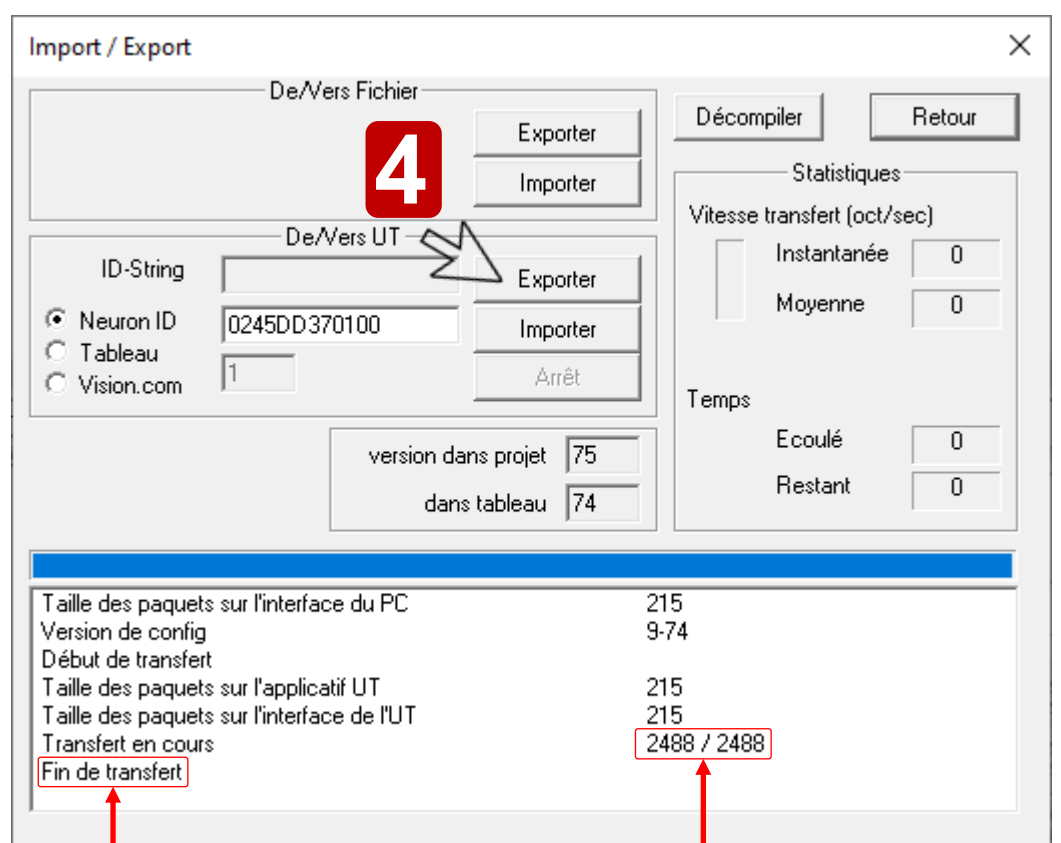 Import / Export
De/Vers Fichier
Exporter
Importer
4
Décompiler
Retour
De/Vers UT
ID-String
Exporter
Neuron ID
0245DD370100
Importer
Tableau
Vision.com
1
Arrêt
version dans projet 75
dans tableau 74
Statistiques
Vitesse transfert (oct/sec)
Instantanée 0
Moyenne 0
Temps
Ecoulé 0
Restant 0
Taille des paquets sur l'interface du PC 215
Version de config 9-74
Début de transfert
Taille des paquets sur l'applicatif UT 215
Taille des paquets sur l'interface de l'UT 215
Transfert en cours 2488 / 2488
Fin de transfert